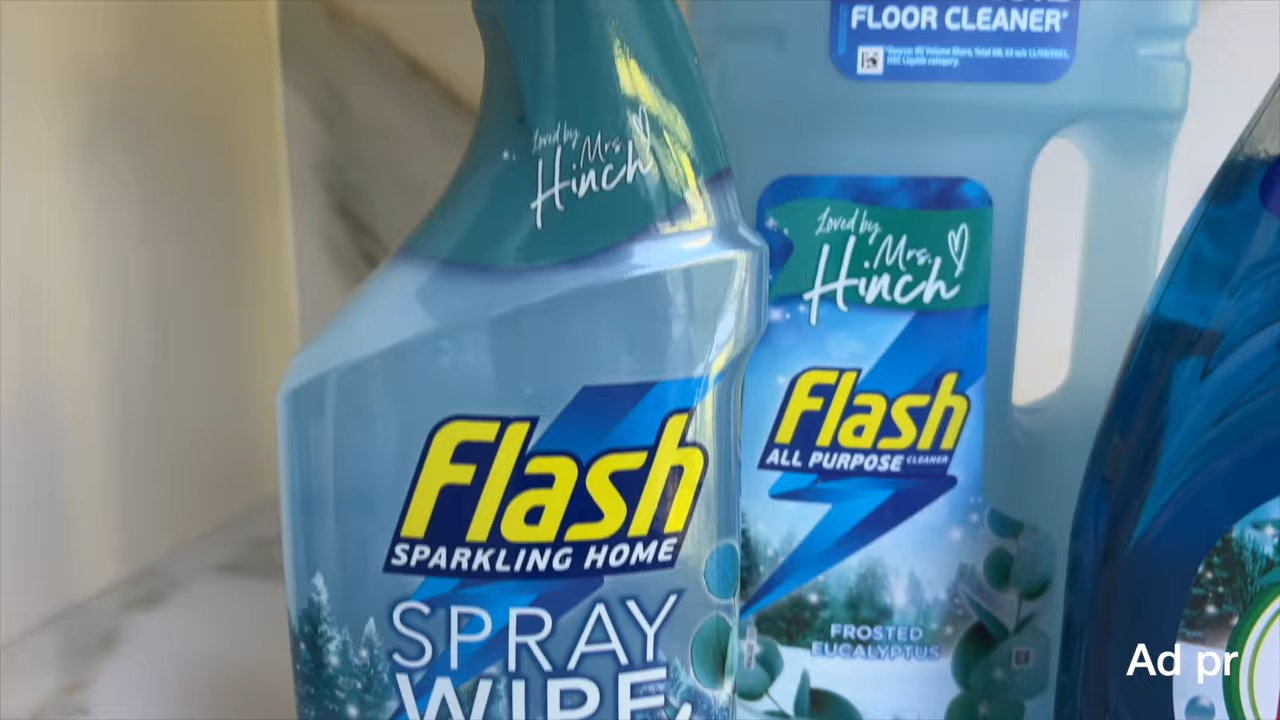 FLOOR CLEANER*
Loved by
Mrs.
Hinch
Flash
SPARKLING HOME
SPRAY
WIPE
Loved by
Mrs.
Hinch
Flash
ALL PURPOSE CLEANER
FROSTED
EUCALYPTUS
Ad pr